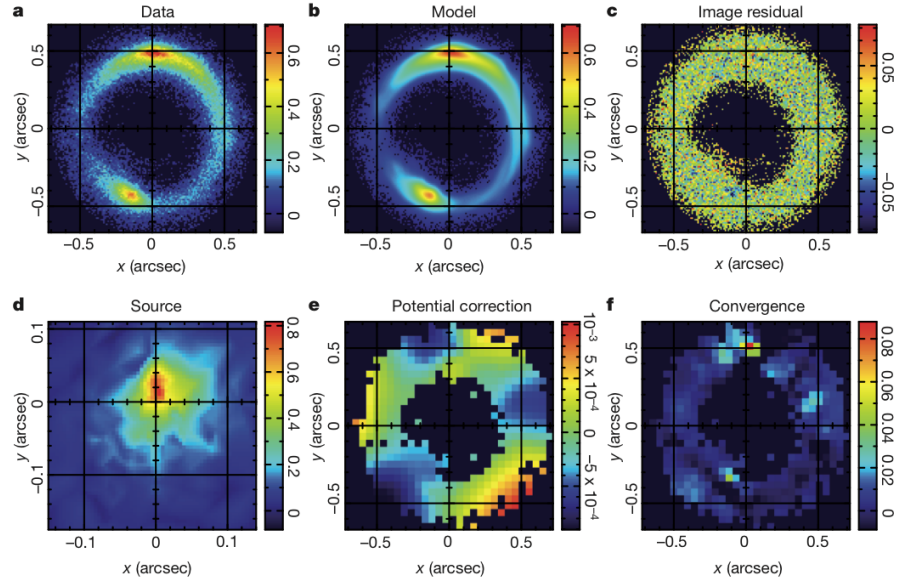 a Data
b Model
c Image residual
y (arcsec)
0.5
0
−0.5
−0.5 0 0.5
x (arcsec)
0.6
0.4
0.2
0
y (arcsec)
0.5
0
−0.5
−0.5 0 0.5
x (arcsec)
0.6
0.4
0.2
0
y (arcsec)
0.5
0
−0.5
−0.5 0 0.5
x (arcsec)
0.05
0
−0.05
d Source
e Potential correction
f Convergence
y (arcsec)
0.1
0
−0.1
−0.1 0 0.1
x (arcsec)
0.8
0.6
0.4
0.2
0
y (arcsec)
0.5
0
−0.5
−0.5 0 0.5
x (arcsec)
10⁻³
5 x 10⁻⁴
0
−5 x 10⁻⁴
y (arcsec)
0.5
0
−0.5
−0.5 0 0.5
x (arcsec)
0.08
0.06
0.04
0.02
0